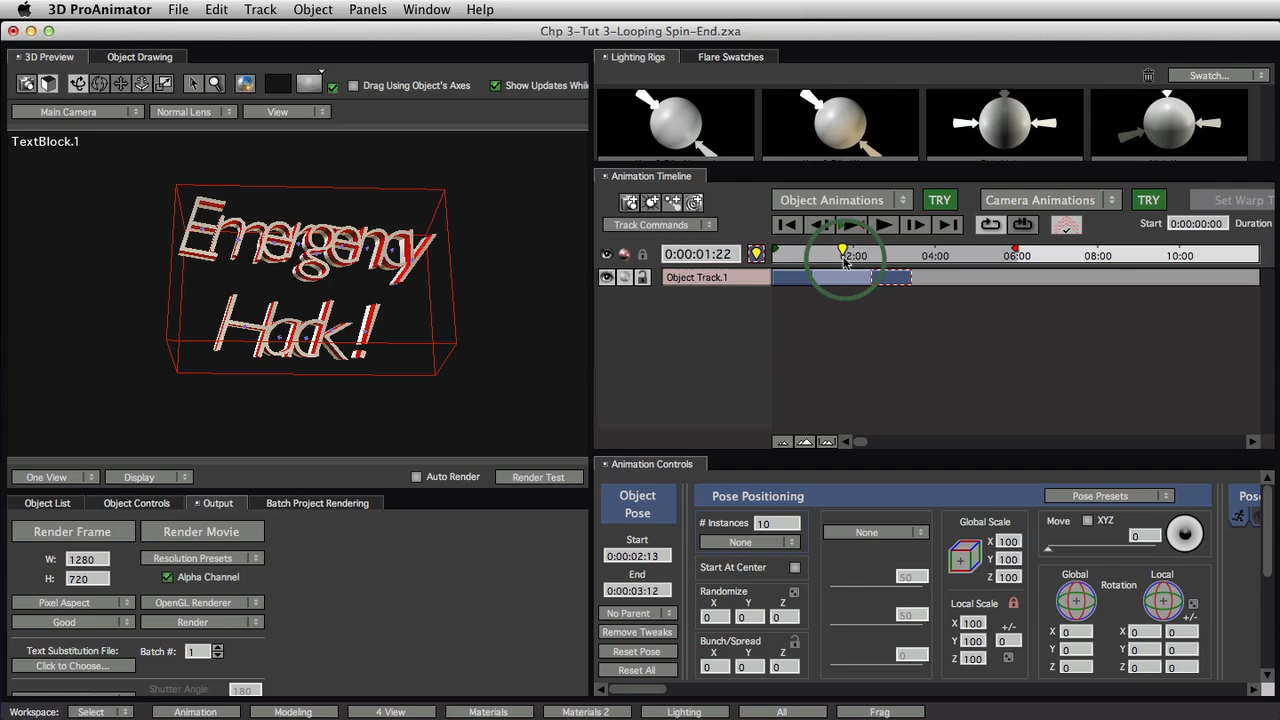 3D ProAnimator File Edit Track Object Panels Window Help
Chp 3-Tut 3-Looping Spin-End.zxa
3D Preview Object Drawing
Drag Using Object's Axes Show Updates Whil
Main Camera Normal Lens View
TextBlock.1
Emergency
Hack!
One View Display Auto Render Render Test
Object List Object Controls Output Batch Project Rendering
Render Frame Render Movie
W: 1280 Resolution Presets
H: 720 Alpha Channel
Pixel Aspect OpenGL Renderer
Good Render
Text Substitution File: Batch #: 1
Click to Choose...
Shutter Angle 180
Lighting Rigs Flare Swatches
Swatch...
Animation Timeline
Object Animations TRY Camera Animations TRY Set Warp T
Track Commands Start 0:00:00:00 Duration
0:00:01:22 02:00 04:00 06:00 08:00 10:00
Object Track.1
Animation Controls
Object Pose
Start
0:00:02:13
End
0:00:03:12
No Parent
Remove Tweaks
Reset Pose
Reset All
Pose Positioning Pose Presets Pos
# Instances 10
None
Start At Center
Randomize
X Y Z
0 0 0
Bunch/Spread
X Y Z
0 0 0
None
50
50
0
Global Scale
X 100
Y 100
Z 100
Local Scale
X 100 +/-
Y 100 0
Z 100
Move XYZ
0
Global Rotation Local
+/-
X 0 X 0 0
Y 0 Y 0 0
Z 0 Z 0 0
Workspace: Select Animation Modeling 4 View Materials Materials 2 Lighting All Frag